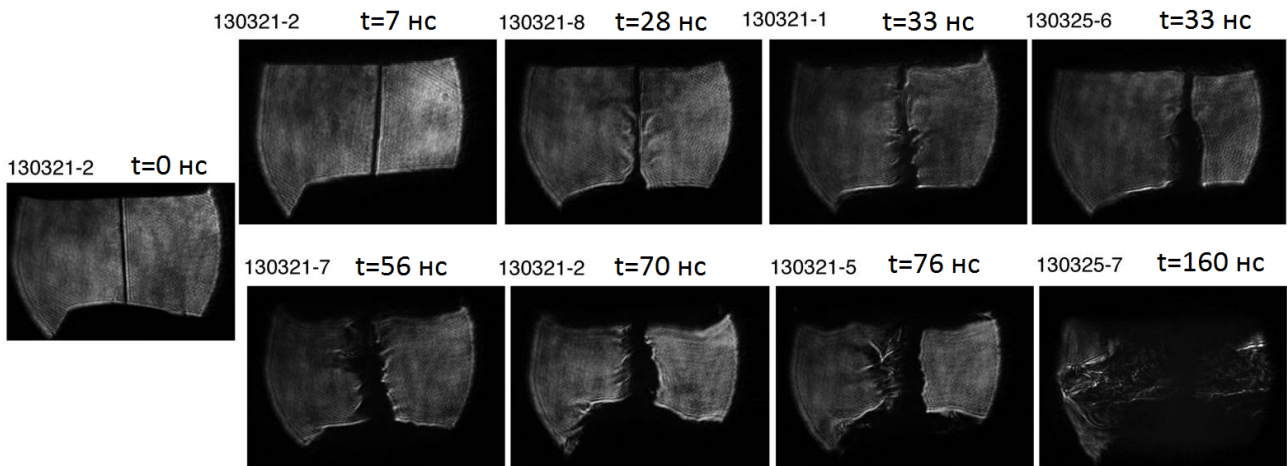 130321-2 t=7 нс
130321-8 t=28 нс
130321-1 t=33 нс
130325-6 t=33 нс
130321-2 t=0 нс
130321-7 t=56 нс
130321-2 t=70 нс
130321-5 t=76 нс
130325-7 t=160 нс